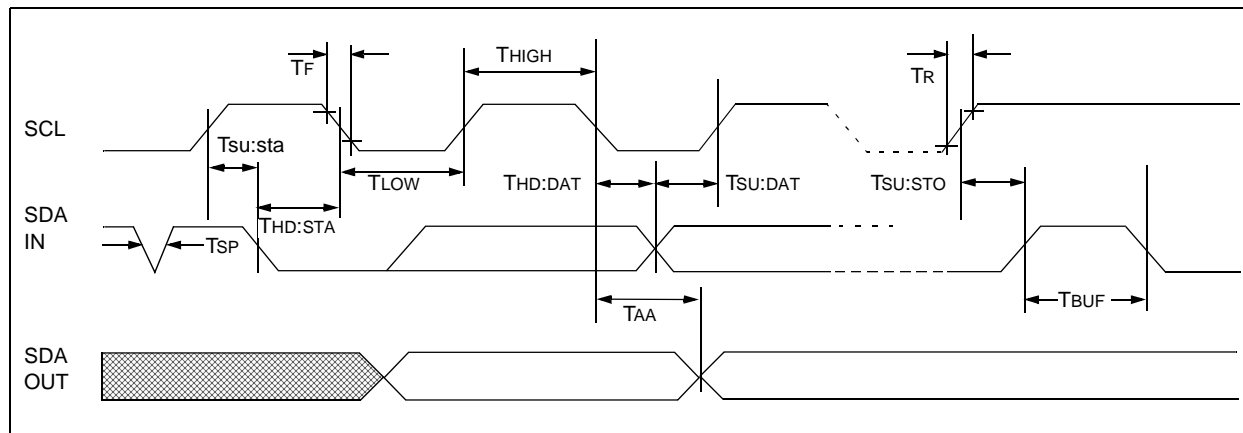 TF
THIGH
TR
SCL
Tsu:sta
TLOW
THD:DAT
TSU:DAT
TSU:STO
SDA
IN
TSP
THD:STA
TBUF
TAA
SDA
OUT